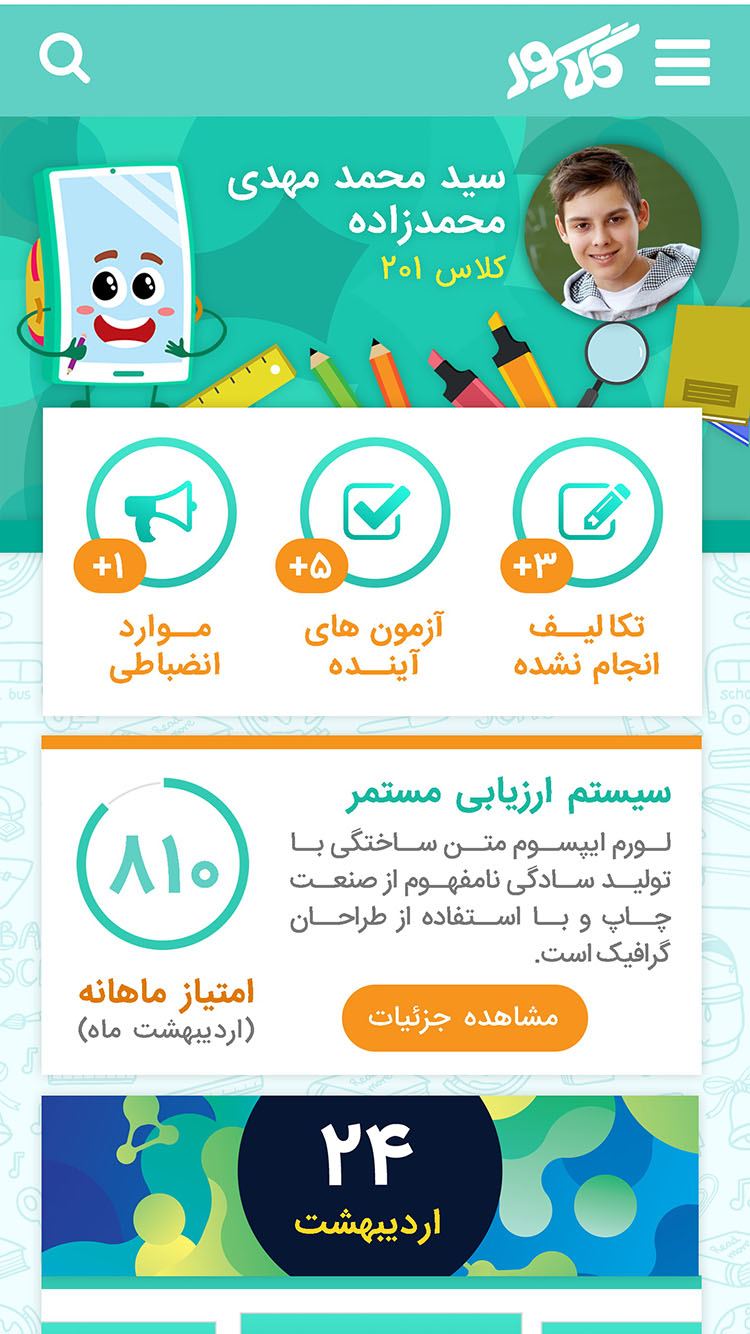 گلاکور
سید محمد مهدی
محمدزاده
کلاس ۲۰۱
+۳
تکالیف
انجام نشده
+۵
آزمون های
آینده
+۱
موارد
انضباطی
سیستم ارزیابی مستمر
لورم ایپسوم متن ساختگی با
تولید سادگی نامفهوم از صنعت
چاپ و با استفاده از طراحان
گرافیک است.
مشاهده جزئیات
۸۱۰
امتیاز ماهانه
(اردیبهشت ماه)
۲۴
اردیبهشت